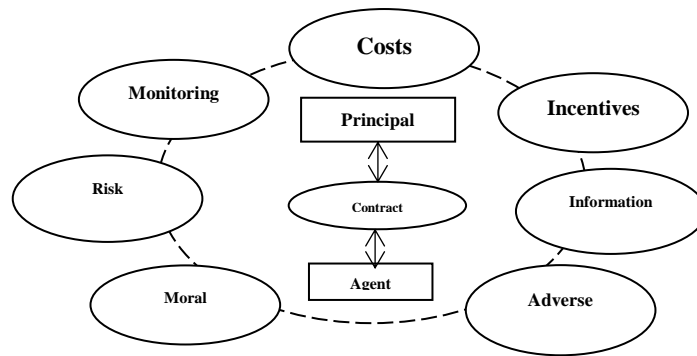 Costs
Monitoring
Incentives
Principal
Risk
Information
Contract
Moral
Agent
Adverse